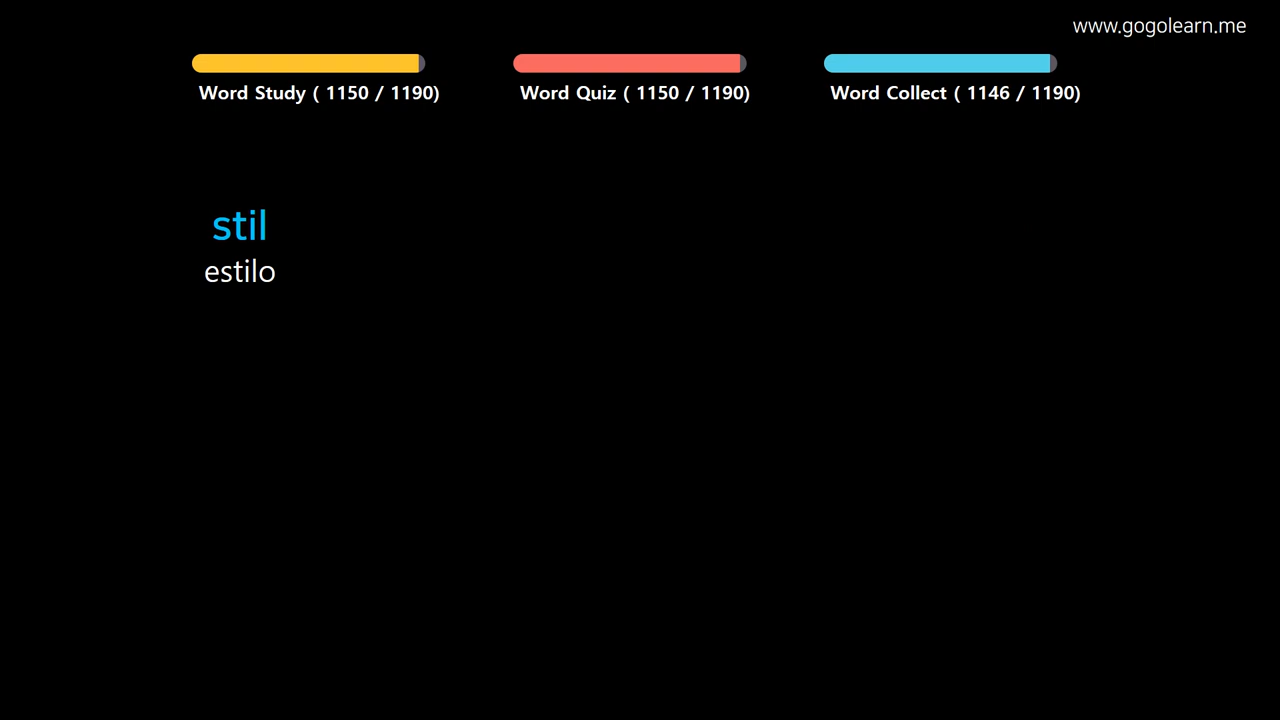 www.gogolearn.me
Word Study ( 1150 / 1190)
Word Quiz ( 1150 / 1190)
Word Collect ( 1146 / 1190)
stil
estilo